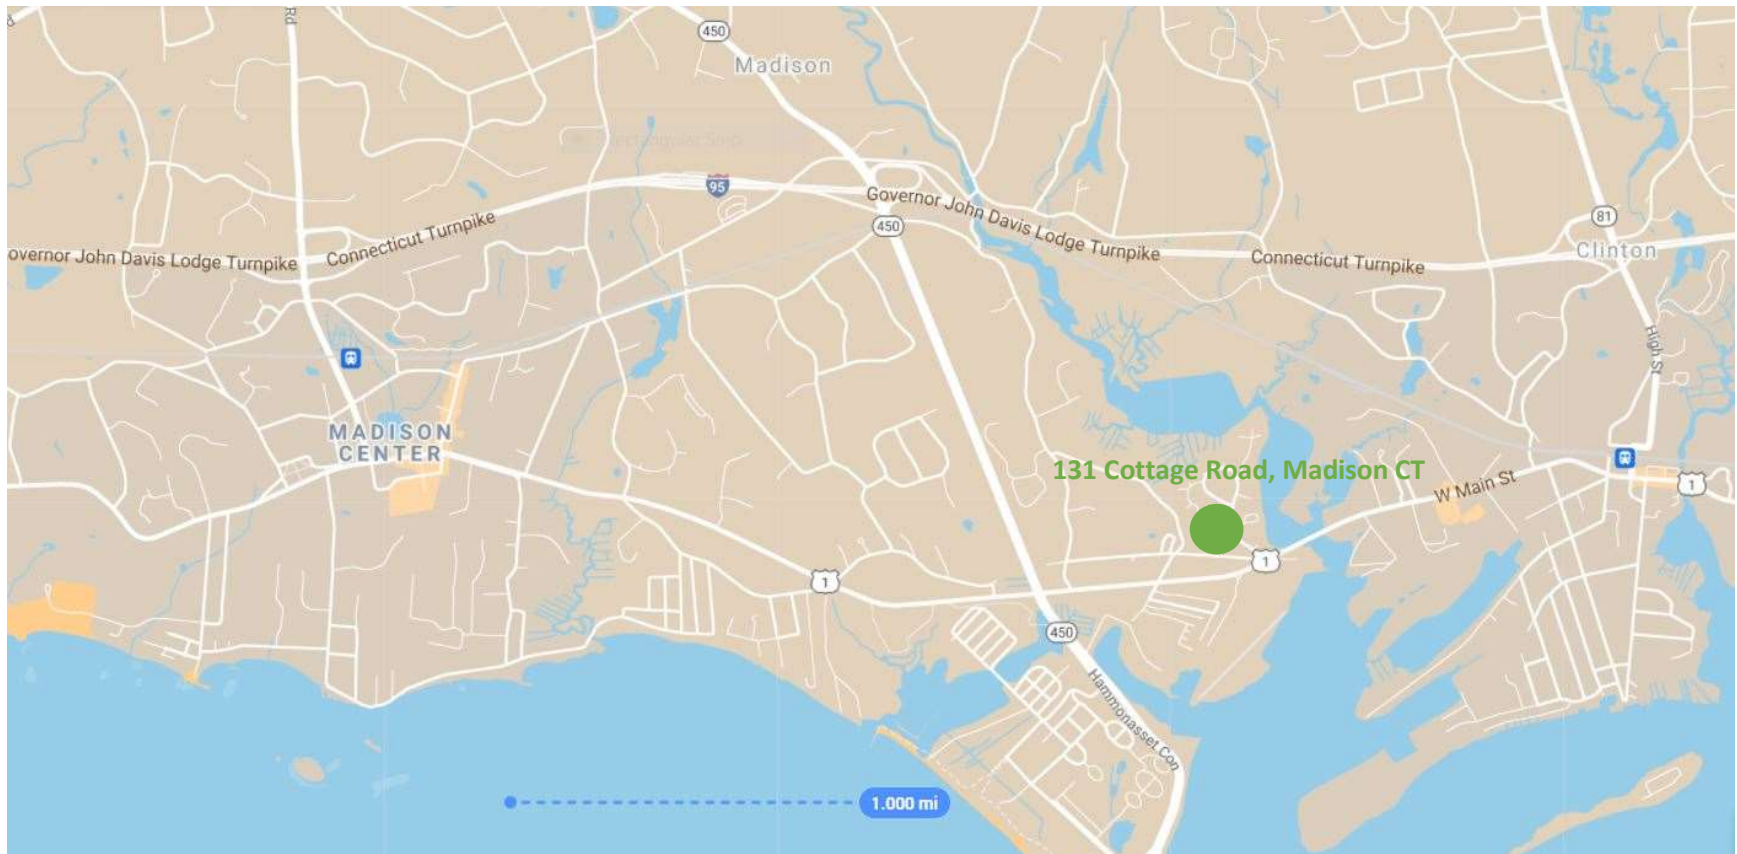 Rd
450
Madison
95
Governor John Davis Lodge Turnpike
450
81
Clinton
overnor John Davis Lodge Turnpike
Connecticut Turnpike
Connecticut Turnpike
High St
MADISON
CENTER
131 Cottage Road, Madison CT
W Main St
1
1
1
450
Hammonasset Con
1.000 mi